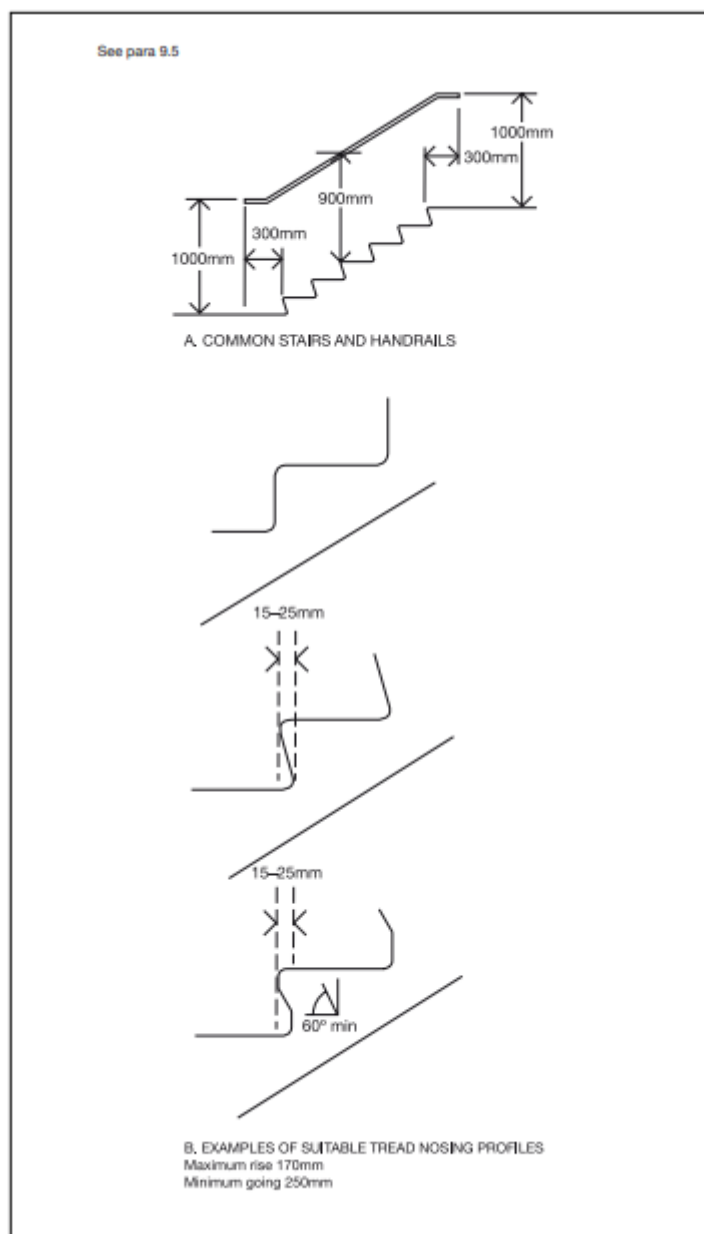 See para 9.5
1000mm
300mm
900mm
300mm
1000mm
A. COMMON STAIRS AND HANDRAILS
15–25mm
15–25mm
60º min
B. EXAMPLES OF SUITABLE TREAD NOSING PROFILES
Maximum rise 170mm
Minimum going 250mm